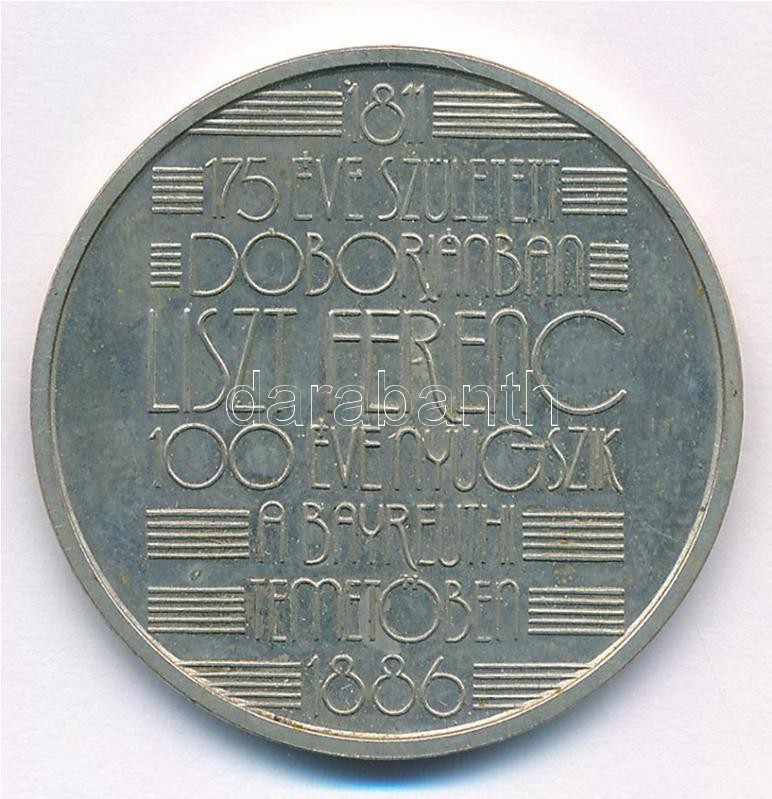 1811
175 ÉVE SZÜLETETT
DOBORJÁNBAN
LISZT FERENC
darabanth
100 ÉVE NYUGSZIK
A BAYREUTHI
TEMETŐBEN
1886